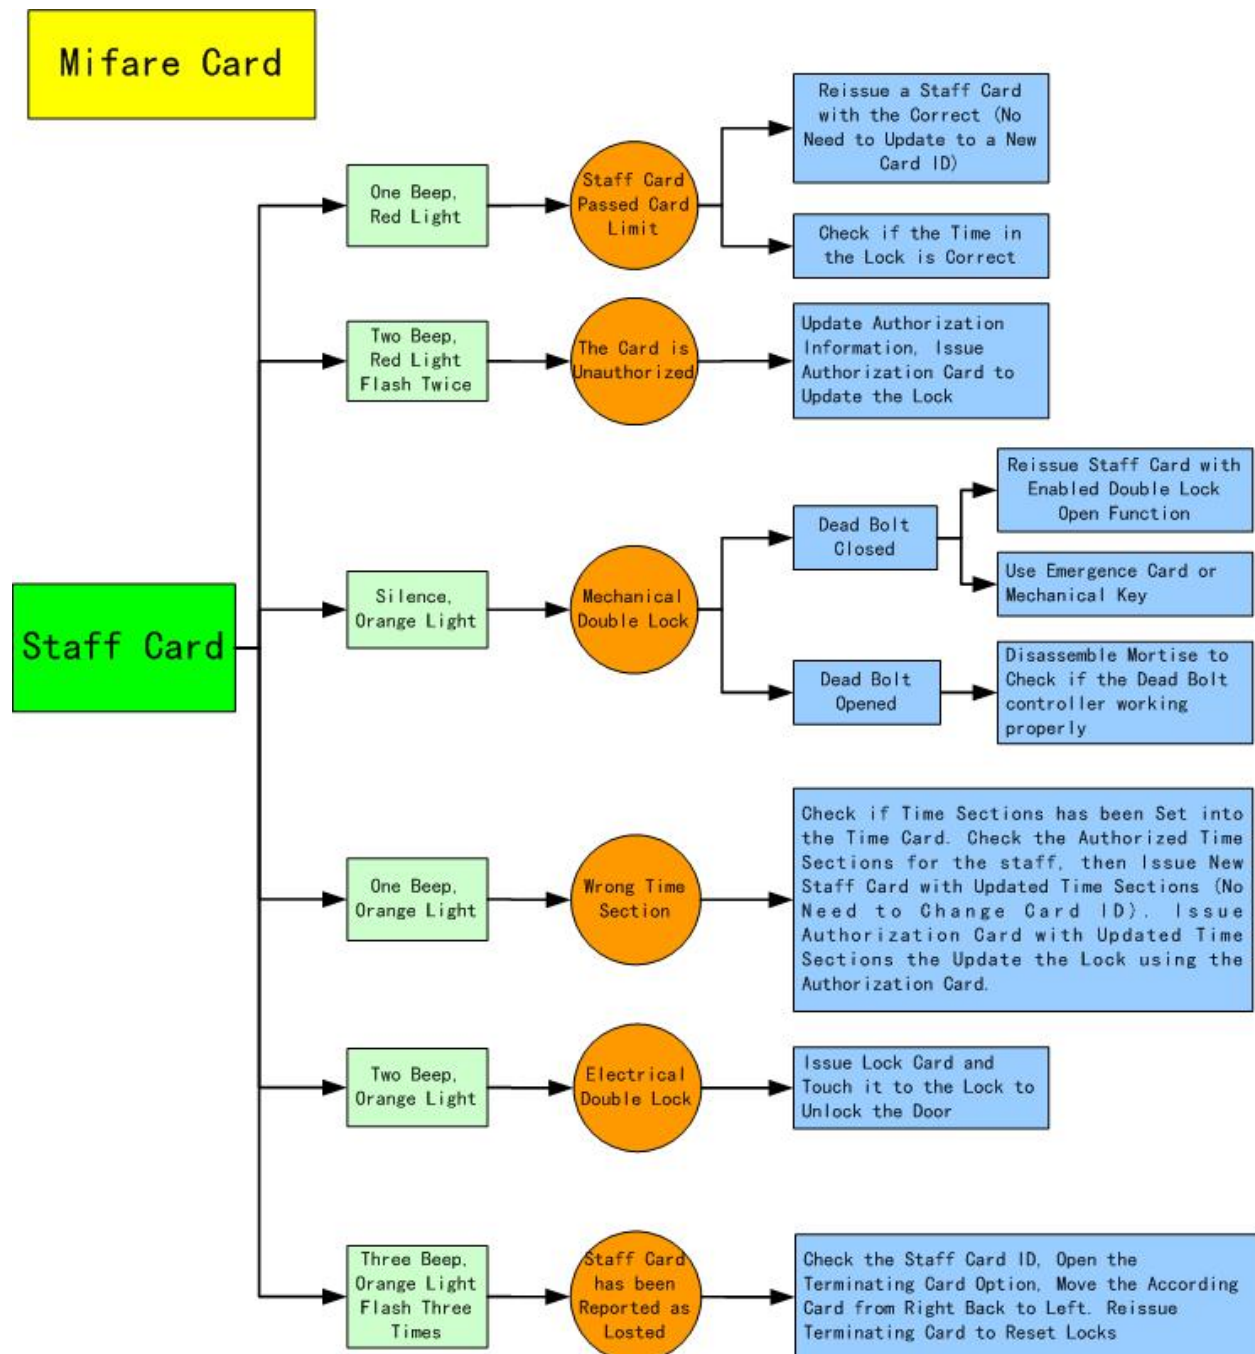 Mifare Card
Staff Card
One Beep,
Red Light
Staff Card
Passed Card
Limit
Reissue a Staff Card
with the Correct (No
Need to Update to a New
Card ID)
Check if the Time in
the Lock is Correct
Two Beep,
Red Light
Flash Twice
The Card is
Unauthorized
Update Authorization
Information, Issue
Authorization Card to
Update the Lock
Silence,
Orange Light
Mechanical
Double Lock
Dead Bolt
Closed
Reissue Staff Card with
Enabled Double Lock
Open Function
Use Emergence Card or
Mechanical Key
Dead Bolt
Opened
Disassemble Mortise to
Check if the Dead Bolt
controller working
properly
One Beep,
Orange Light
Wrong Time
Section
Check if Time Sections has been Set into
the Time Card. Check the Authorized Time
Sections for the staff, then Issue New
Staff Card with Updated Time Sections (No
Need to Change Card ID). Issue
Authorization Card with Updated Time
Sections the Update the Lock using the
Authorization Card.
Two Beep,
Orange Light
Electrical
Double Lock
Issue Lock Card and
Touch it to the Lock to
Unlock the Door
Three Beep,
Orange Light
Flash Three
Times
Staff Card
has been
Reported as
Losted
Check the Staff Card ID, Open the
Terminating Card Option, Move the According
Card from Right Back to Left. Reissue
Terminating Card to Reset Locks